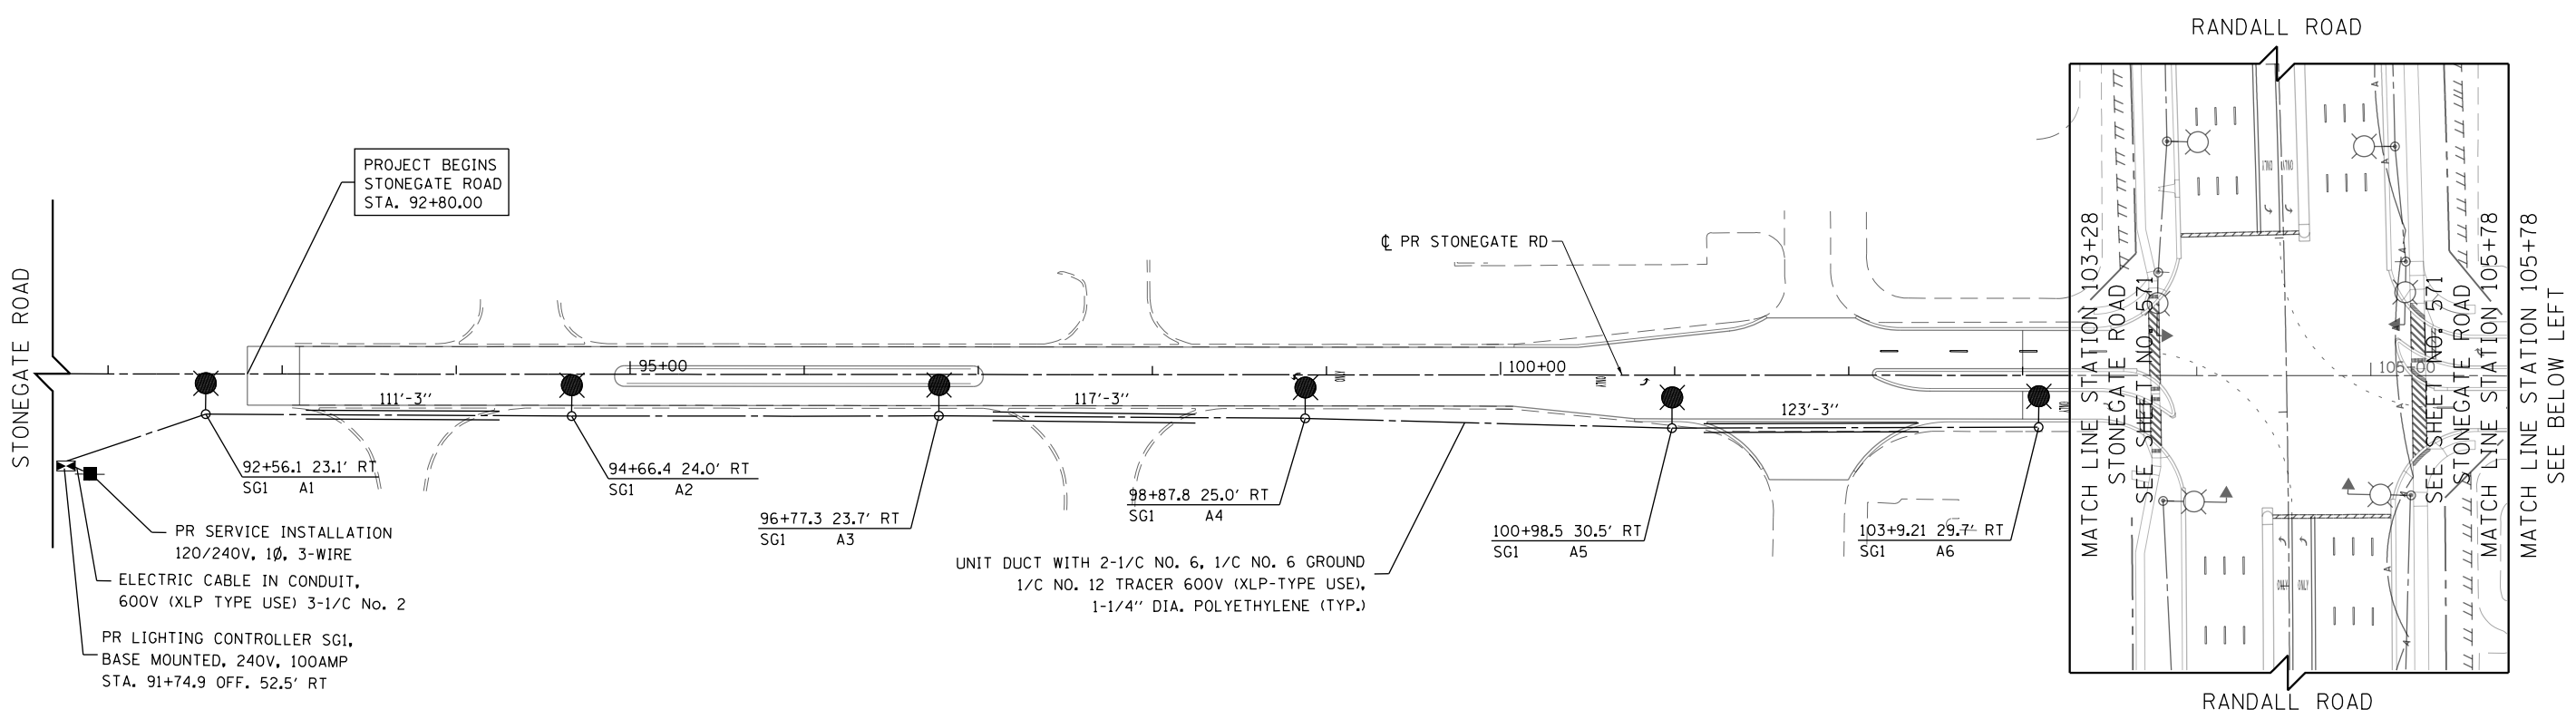 RANDALL ROAD
PROJECT BEGINS
STONEGATE ROAD
STA. 92+80.00
℄ PR STONEGATE RD
STONEGATE ROAD
95+00
100+00
105+00
111'-3"
117'-3"
123'-3"
ONLY
ONLY
ONLY
92+56.1 23.1' RT
SG1 A1
94+66.4 24.0' RT
SG1 A2
96+77.3 23.7' RT
SG1 A3
98+87.8 25.0' RT
SG1 A4
100+98.5 30.5' RT
SG1 A5
103+9.21 29.7' RT
SG1 A6
PR SERVICE INSTALLATION
120/240V, 1Ø, 3-WIRE
ELECTRIC CABLE IN CONDUIT,
600V (XLP TYPE USE) 3-1/C No. 2
PR LIGHTING CONTROLLER SG1,
BASE MOUNTED, 240V, 100AMP
STA. 91+74.9 OFF. 52.5' RT
UNIT DUCT WITH 2-1/C NO. 6, 1/C NO. 6 GROUND
1/C NO. 12 TRACER 600V (XLP-TYPE USE),
1-1/4" DIA. POLYETHYLENE (TYP.)
MATCH LINE STATION 103+28
STONEGATE ROAD
SEE SHEET NO. 571
ONLY
ONLY
A
A
A
A
A
A
ONLY
ONLY
SEE SHEET NO. 571
STONEGATE ROAD
MATCH LINE STATION 105+78
MATCH LINE STATION 105+78
SEE BELOW LEFT
RANDALL ROAD